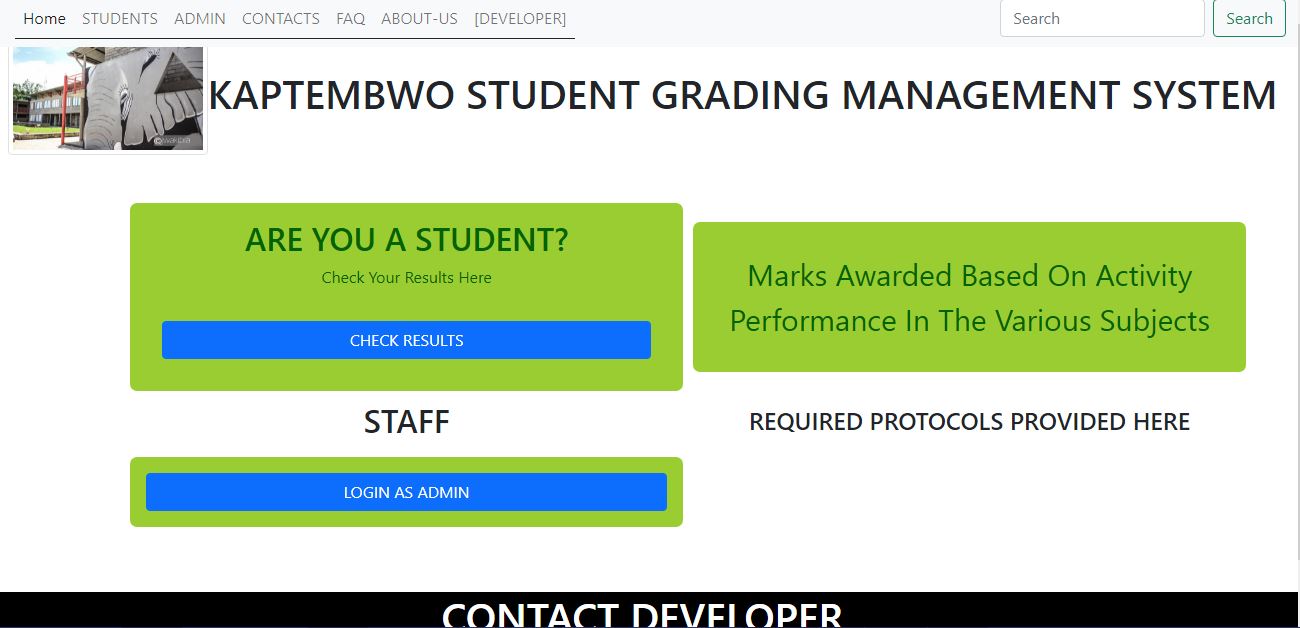 Home STUDENTS ADMIN CONTACTS FAQ ABOUT-US [DEVELOPER] Search Search
KAPTEMBWO STUDENT GRADING MANAGEMENT SYSTEM
ARE YOU A STUDENT?
Check Your Results Here
CHECK RESULTS
Marks Awarded Based On Activity
Performance In The Various Subjects
STAFF
REQUIRED PROTOCOLS PROVIDED HERE
LOGIN AS ADMIN
CONTACT DEVELOPER